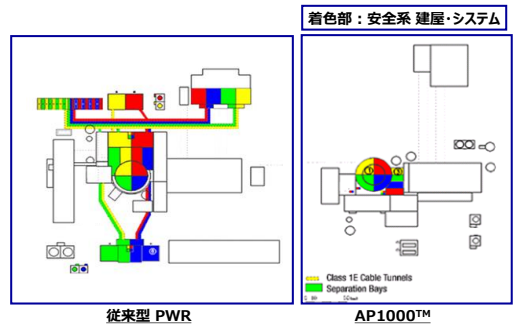 着色部：安全系 建屋・システム
Class 1E Cable Tunnels
Separation Bays
従来型 PWR
AP1000™